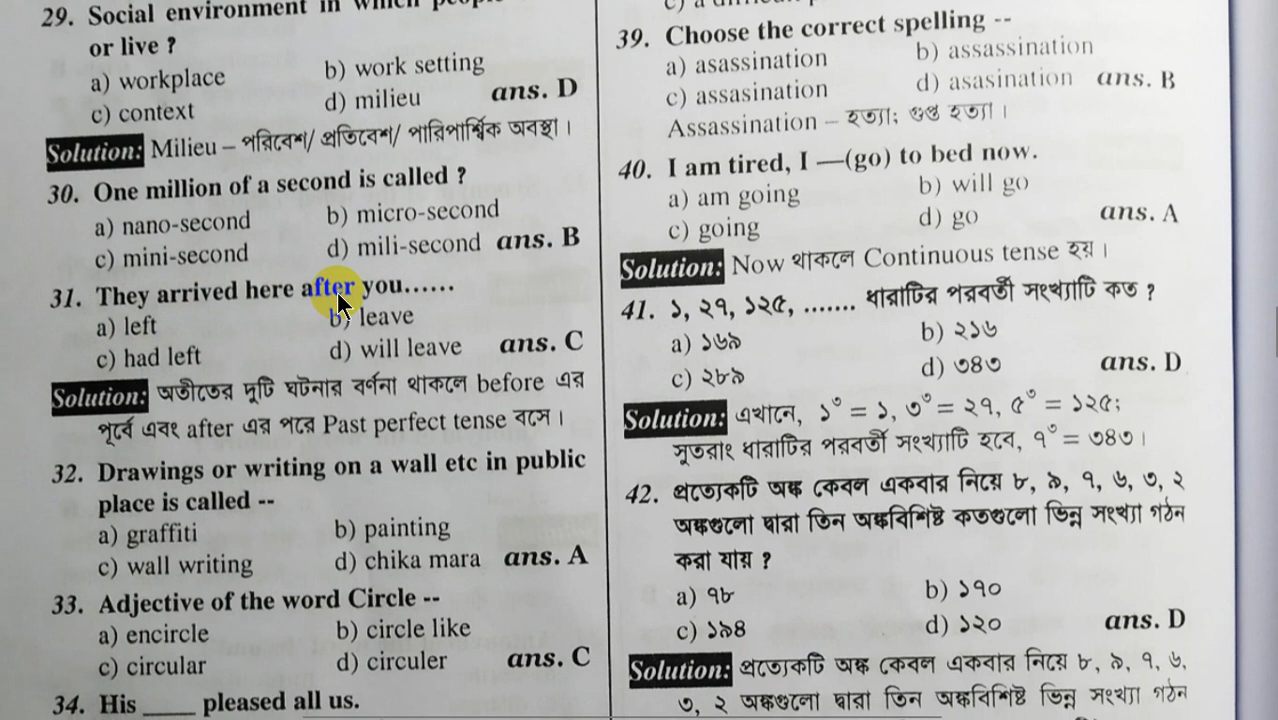 29. Social environment in which
or live ?
a) workplace b) work setting
c) context d) milieu ans. D
Solution: Milieu – পরিবেশ/ প্রতিবেশ/ পারিপার্শ্বিক অবস্থা ।
30. One million of a second is called ?
a) nano-second b) micro-second
c) mini-second d) mili-second ans. B
31. They arrived here after you......
a) left b) leave
c) had left d) will leave ans. C
Solution: অতীতের দুটি ঘটনার বর্ণনা থাকলে before এর
পূর্বে এবং after এর পরে Past perfect tense বসে ।
32. Drawings or writing on a wall etc in public
place is called --
a) graffiti b) painting
c) wall writing d) chika mara ans. A
33. Adjective of the word Circle --
a) encircle b) circle like
c) circular d) circuler ans. C
34. His ____ pleased all us.
39. Choose the correct spelling --
a) asassination b) assassination
c) assasination d) asasination ans. B
Assassination – হত্যা; গুপ্ত হত্যা ।
40. I am tired, I —(go) to bed now.
a) am going b) will go
c) going d) go ans. A
Solution: Now থাকলে Continuous tense হয় ।
41. ১, ২৭, ১২৫, ....... ধারাটির পরবর্তী সংখ্যাটি কত ?
a) ১৬৯ b) ২১৬
c) ২৮৯ d) ৩৪৩ ans. D
Solution: এখানে, ১³ = ১, ৩³ = ২৭, ৫³ = ১২৫;
সুতরাং ধারাটির পরবর্তী সংখ্যাটি হবে, ৭³ = ৩৪৩ ।
42. প্রত্যেকটি অঙ্ক কেবল একবার নিয়ে ৮, ৯, ৭, ৬, ৩, ২
অঙ্কগুলো দ্বারা তিন অঙ্কবিশিষ্ট কতগুলো ভিন্ন সংখ্যা গঠন
করা যায় ?
a) ৭৮ b) ১৭০
c) ১৯৪ d) ১২০ ans. D
Solution: প্রত্যেকটি অঙ্ক কেবল একবার নিয়ে ৮, ৯, ৭, ৬,
৩, ২ অঙ্কগুলো দ্বারা তিন অঙ্কবিশিষ্ট ভিন্ন সংখ্যা গঠন